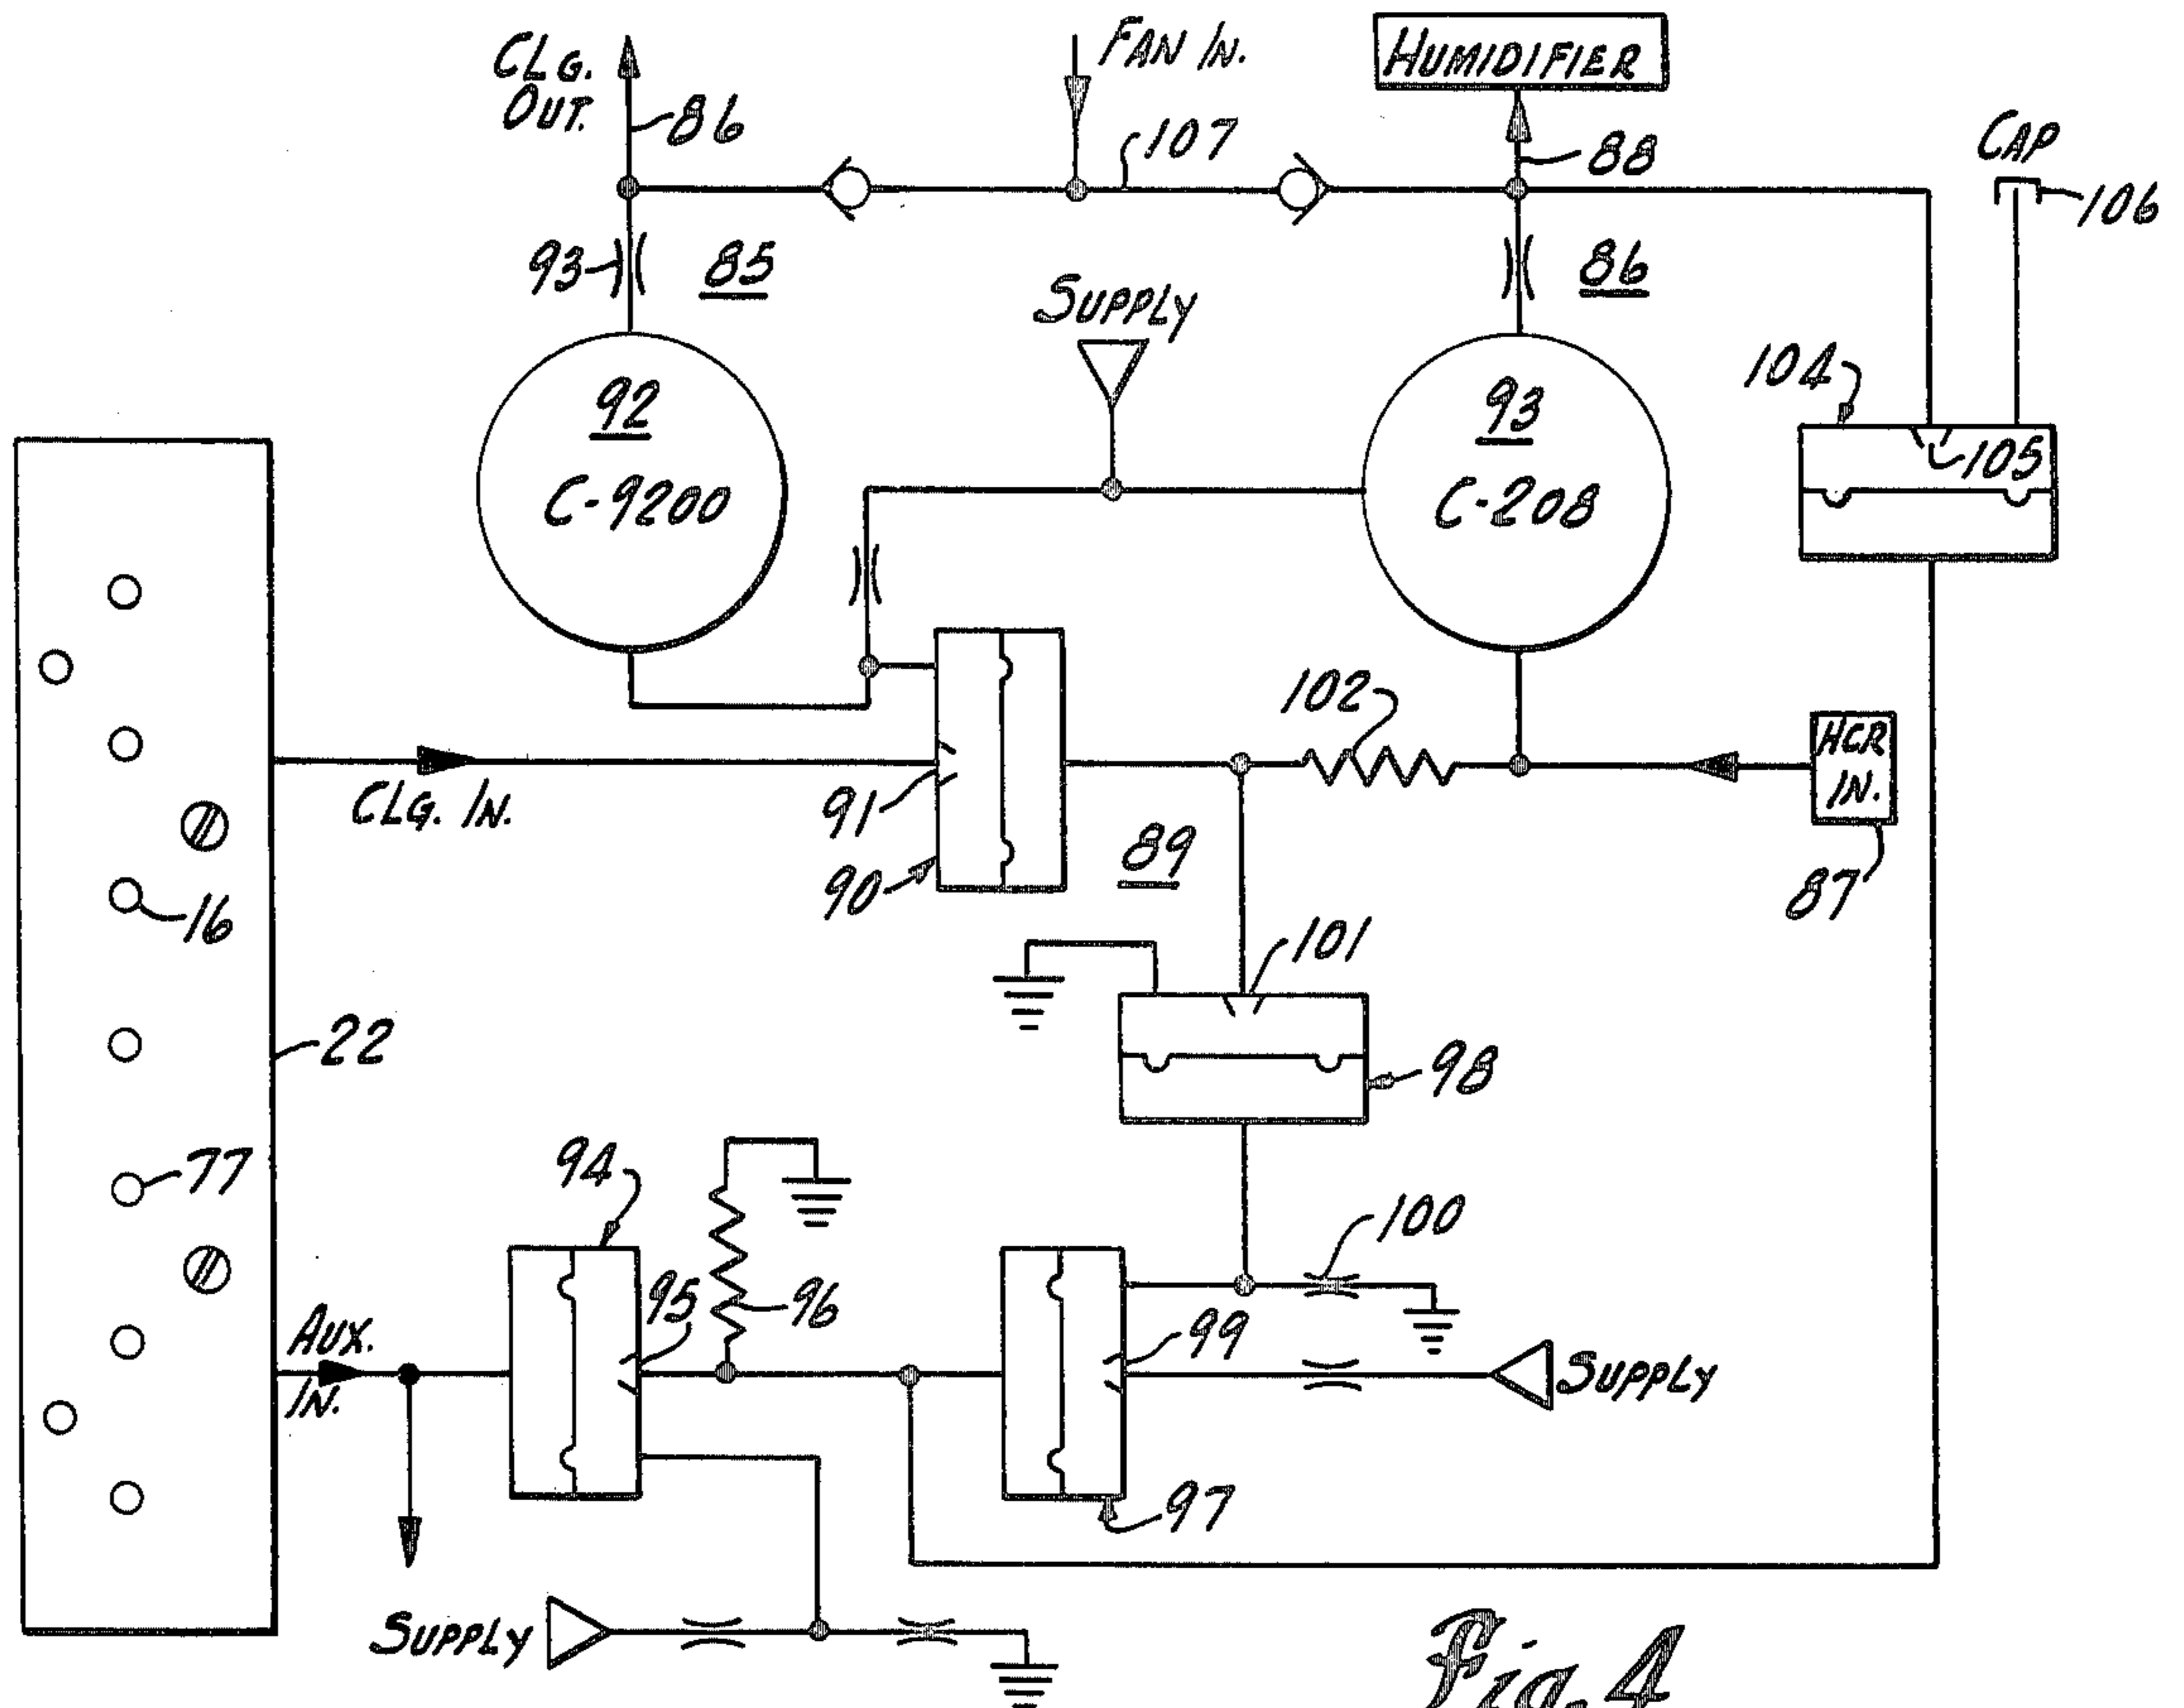 CLG.
OUT.
86
FAN IN.
107
HUMIDIFIER
88
CAP
106
93
85
SUPPLY
86
92
C-9200
93
C-208
104
105
102
HCR
IN.
87
CLG. IN.
91
90
89
16
101
22
98
77
94
95
96
100
99
AUX.
IN.
SUPPLY
97
SUPPLY
Fig. 4